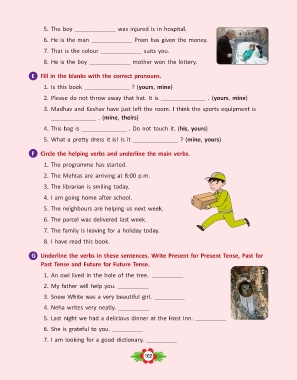 5. The boy ______________ was injured is in hospital.
6. He is the man ______________ Prem has given the money.
7. That is the colour ______________ suits you.
8. He is the boy ______________ mother won the lottery.
E Fill in the blanks with the correct pronouns.
1. Is this book ______________ ? (yours, mine)
2. Please do not throw away that hat. It is ______________ . (yours, mine)
3. Madhav and Keshav have just left the room. I think the sports equipment is
______________ . (mine, theirs)
4. This bag is ______________ . Do not touch it. (his, yours)
5. What a pretty dress it is! Is it ______________ ? (mine, yours)
F Circle the helping verbs and underline the main verbs.
1. The programme has started.
2. The Mehtas are arriving at 8:00 p.m.
3. The librarian is smiling today.
4. I am going home after school.
5. The neighbours are helping us next week.
6. The parcel was delivered last week.
7. The family is leaving for a holiday today.
8. I have read this book.
G Underline the verbs in these sentences. Write Present for Present Tense, Past for
Past Tense and Future for Future Tense.
1. An owl lived in the hole of the tree. __________
2. My father will help you. __________
3. Snow White was a very beautiful girl. __________
4. Neha writes very neatly. __________
5. Last night we had a delicious dinner at the Host Inn. __________
6. She is grateful to you. __________
7. I am looking for a good dictionary. __________
102